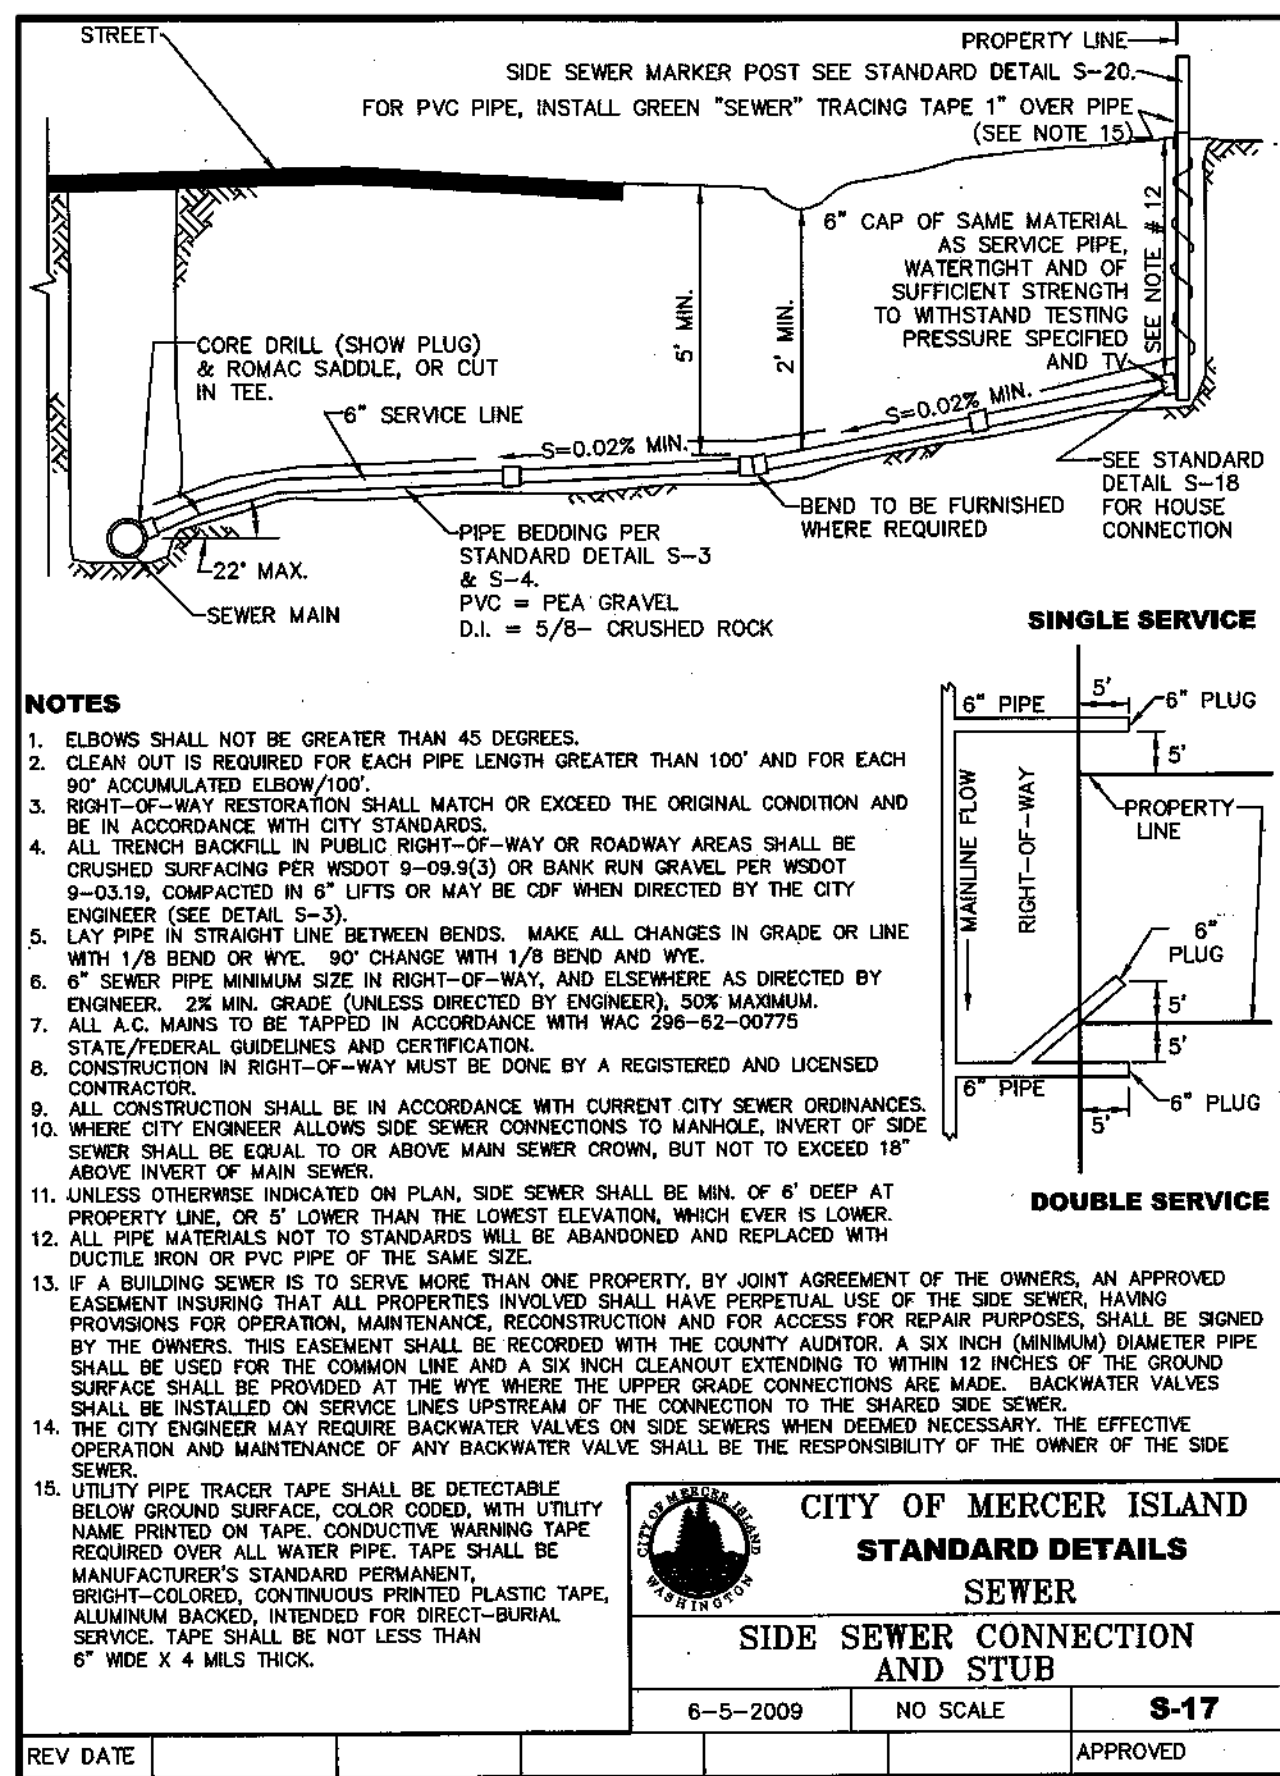 STREET
PROPERTY LINE
SIDE SEWER MARKER POST SEE STANDARD DETAIL S-20.
FOR PVC PIPE, INSTALL GREEN "SEWER" TRACING TAPE 1" OVER PIPE
(SEE NOTE 15)
6" CAP OF SAME MATERIAL
AS SERVICE PIPE,
WATERTIGHT AND OF
SUFFICIENT STRENGTH
TO WITHSTAND TESTING
PRESSURE SPECIFIED
AND TV
SEE NOTE # 12
5' MIN.
2' MIN.
CORE DRILL (SHOW PLUG)
& ROMAC SADDLE, OR CUT
IN TEE.
6" SERVICE LINE
S=0.02% MIN.
S=0.02% MIN.
SEE STANDARD
DETAIL S-18
FOR HOUSE
CONNECTION
BEND TO BE FURNISHED
WHERE REQUIRED
PIPE BEDDING PER
STANDARD DETAIL S-3
& S-4.
PVC = PEA GRAVEL
D.I. = 5/8- CRUSHED ROCK
22° MAX.
SEWER MAIN
SINGLE SERVICE
6" PIPE
5'
6" PLUG
5'
MAINLINE FLOW
RIGHT-OF-WAY
PROPERTY
LINE
6"
PLUG
5'
5'
6" PIPE
6" PLUG
5'
DOUBLE SERVICE
NOTES
1. ELBOWS SHALL NOT BE GREATER THAN 45 DEGREES.
2. CLEAN OUT IS REQUIRED FOR EACH PIPE LENGTH GREATER THAN 100' AND FOR EACH
90° ACCUMULATED ELBOW/100'.
3. RIGHT-OF-WAY RESTORATION SHALL MATCH OR EXCEED THE ORIGINAL CONDITION AND
BE IN ACCORDANCE WITH CITY STANDARDS.
4. ALL TRENCH BACKFILL IN PUBLIC RIGHT-OF-WAY OR ROADWAY AREAS SHALL BE
CRUSHED SURFACING PER WSDOT 9-09.9(3) OR BANK RUN GRAVEL PER WSDOT
9-03.19, COMPACTED IN 6" LIFTS OR MAY BE CDF WHEN DIRECTED BY THE CITY
ENGINEER (SEE DETAIL S-3).
5. LAY PIPE IN STRAIGHT LINE BETWEEN BENDS. MAKE ALL CHANGES IN GRADE OR LINE
WITH 1/8 BEND OR WYE. 90° CHANGE WITH 1/8 BEND AND WYE.
6. 6" SEWER PIPE MINIMUM SIZE IN RIGHT-OF-WAY, AND ELSEWHERE AS DIRECTED BY
ENGINEER. 2% MIN. GRADE (UNLESS DIRECTED BY ENGINEER), 50% MAXIMUM.
7. ALL A.C. MAINS TO BE TAPPED IN ACCORDANCE WITH WAC 296-62-00775
STATE/FEDERAL GUIDELINES AND CERTIFICATION.
8. CONSTRUCTION IN RIGHT-OF-WAY MUST BE DONE BY A REGISTERED AND LICENSED
CONTRACTOR.
9. ALL CONSTRUCTION SHALL BE IN ACCORDANCE WITH CURRENT CITY SEWER ORDINANCES.
10. WHERE CITY ENGINEER ALLOWS SIDE SEWER CONNECTIONS TO MANHOLE, INVERT OF SIDE
SEWER SHALL BE EQUAL TO OR ABOVE MAIN SEWER CROWN, BUT NOT TO EXCEED 18"
ABOVE INVERT OF MAIN SEWER.
11. UNLESS OTHERWISE INDICATED ON PLAN, SIDE SEWER SHALL BE MIN. OF 6' DEEP AT
PROPERTY LINE, OR 5' LOWER THAN THE LOWEST ELEVATION, WHICH EVER IS LOWER.
12. ALL PIPE MATERIALS NOT TO STANDARDS WILL BE ABANDONED AND REPLACED WITH
DUCTILE IRON OR PVC PIPE OF THE SAME SIZE.
13. IF A BUILDING SEWER IS TO SERVE MORE THAN ONE PROPERTY, BY JOINT AGREEMENT OF THE OWNERS, AN APPROVED
EASEMENT INSURING THAT ALL PROPERTIES INVOLVED SHALL HAVE PERPETUAL USE OF THE SIDE SEWER, HAVING
PROVISIONS FOR OPERATION, MAINTENANCE, RECONSTRUCTION AND FOR ACCESS FOR REPAIR PURPOSES, SHALL BE SIGNED
BY THE OWNERS. THIS EASEMENT SHALL BE RECORDED WITH THE COUNTY AUDITOR. A SIX INCH (MINIMUM) DIAMETER PIPE
SHALL BE USED FOR THE COMMON LINE AND A SIX INCH CLEANOUT EXTENDING TO WITHIN 12 INCHES OF THE GROUND
SURFACE SHALL BE PROVIDED AT THE WYE WHERE THE UPPER GRADE CONNECTIONS ARE MADE. BACKWATER VALVES
SHALL BE INSTALLED ON SERVICE LINES UPSTREAM OF THE CONNECTION TO THE SHARED SIDE SEWER.
14. THE CITY ENGINEER MAY REQUIRE BACKWATER VALVES ON SIDE SEWERS WHEN DEEMED NECESSARY. THE EFFECTIVE
OPERATION AND MAINTENANCE OF ANY BACKWATER VALVE SHALL BE THE RESPONSIBILITY OF THE OWNER OF THE SIDE
SEWER.
15. UTILITY PIPE TRACER TAPE SHALL BE DETECTABLE
BELOW GROUND SURFACE, COLOR CODED, WITH UTILITY
NAME PRINTED ON TAPE. CONDUCTIVE WARNING TAPE
REQUIRED OVER ALL WATER PIPE. TAPE SHALL BE
MANUFACTURER'S STANDARD PERMANENT,
BRIGHT-COLORED, CONTINUOUS PRINTED PLASTIC TAPE,
ALUMINUM BACKED, INTENDED FOR DIRECT-BURIAL
SERVICE. TAPE SHALL BE NOT LESS THAN
6" WIDE X 4 MILS THICK.
CITY OF MERCER ISLAND
WASHINGTON
CITY OF MERCER ISLAND
STANDARD DETAILS
SEWER
SIDE SEWER CONNECTION
AND STUB
6-5-2009
NO SCALE
S-17
REV DATE
APPROVED